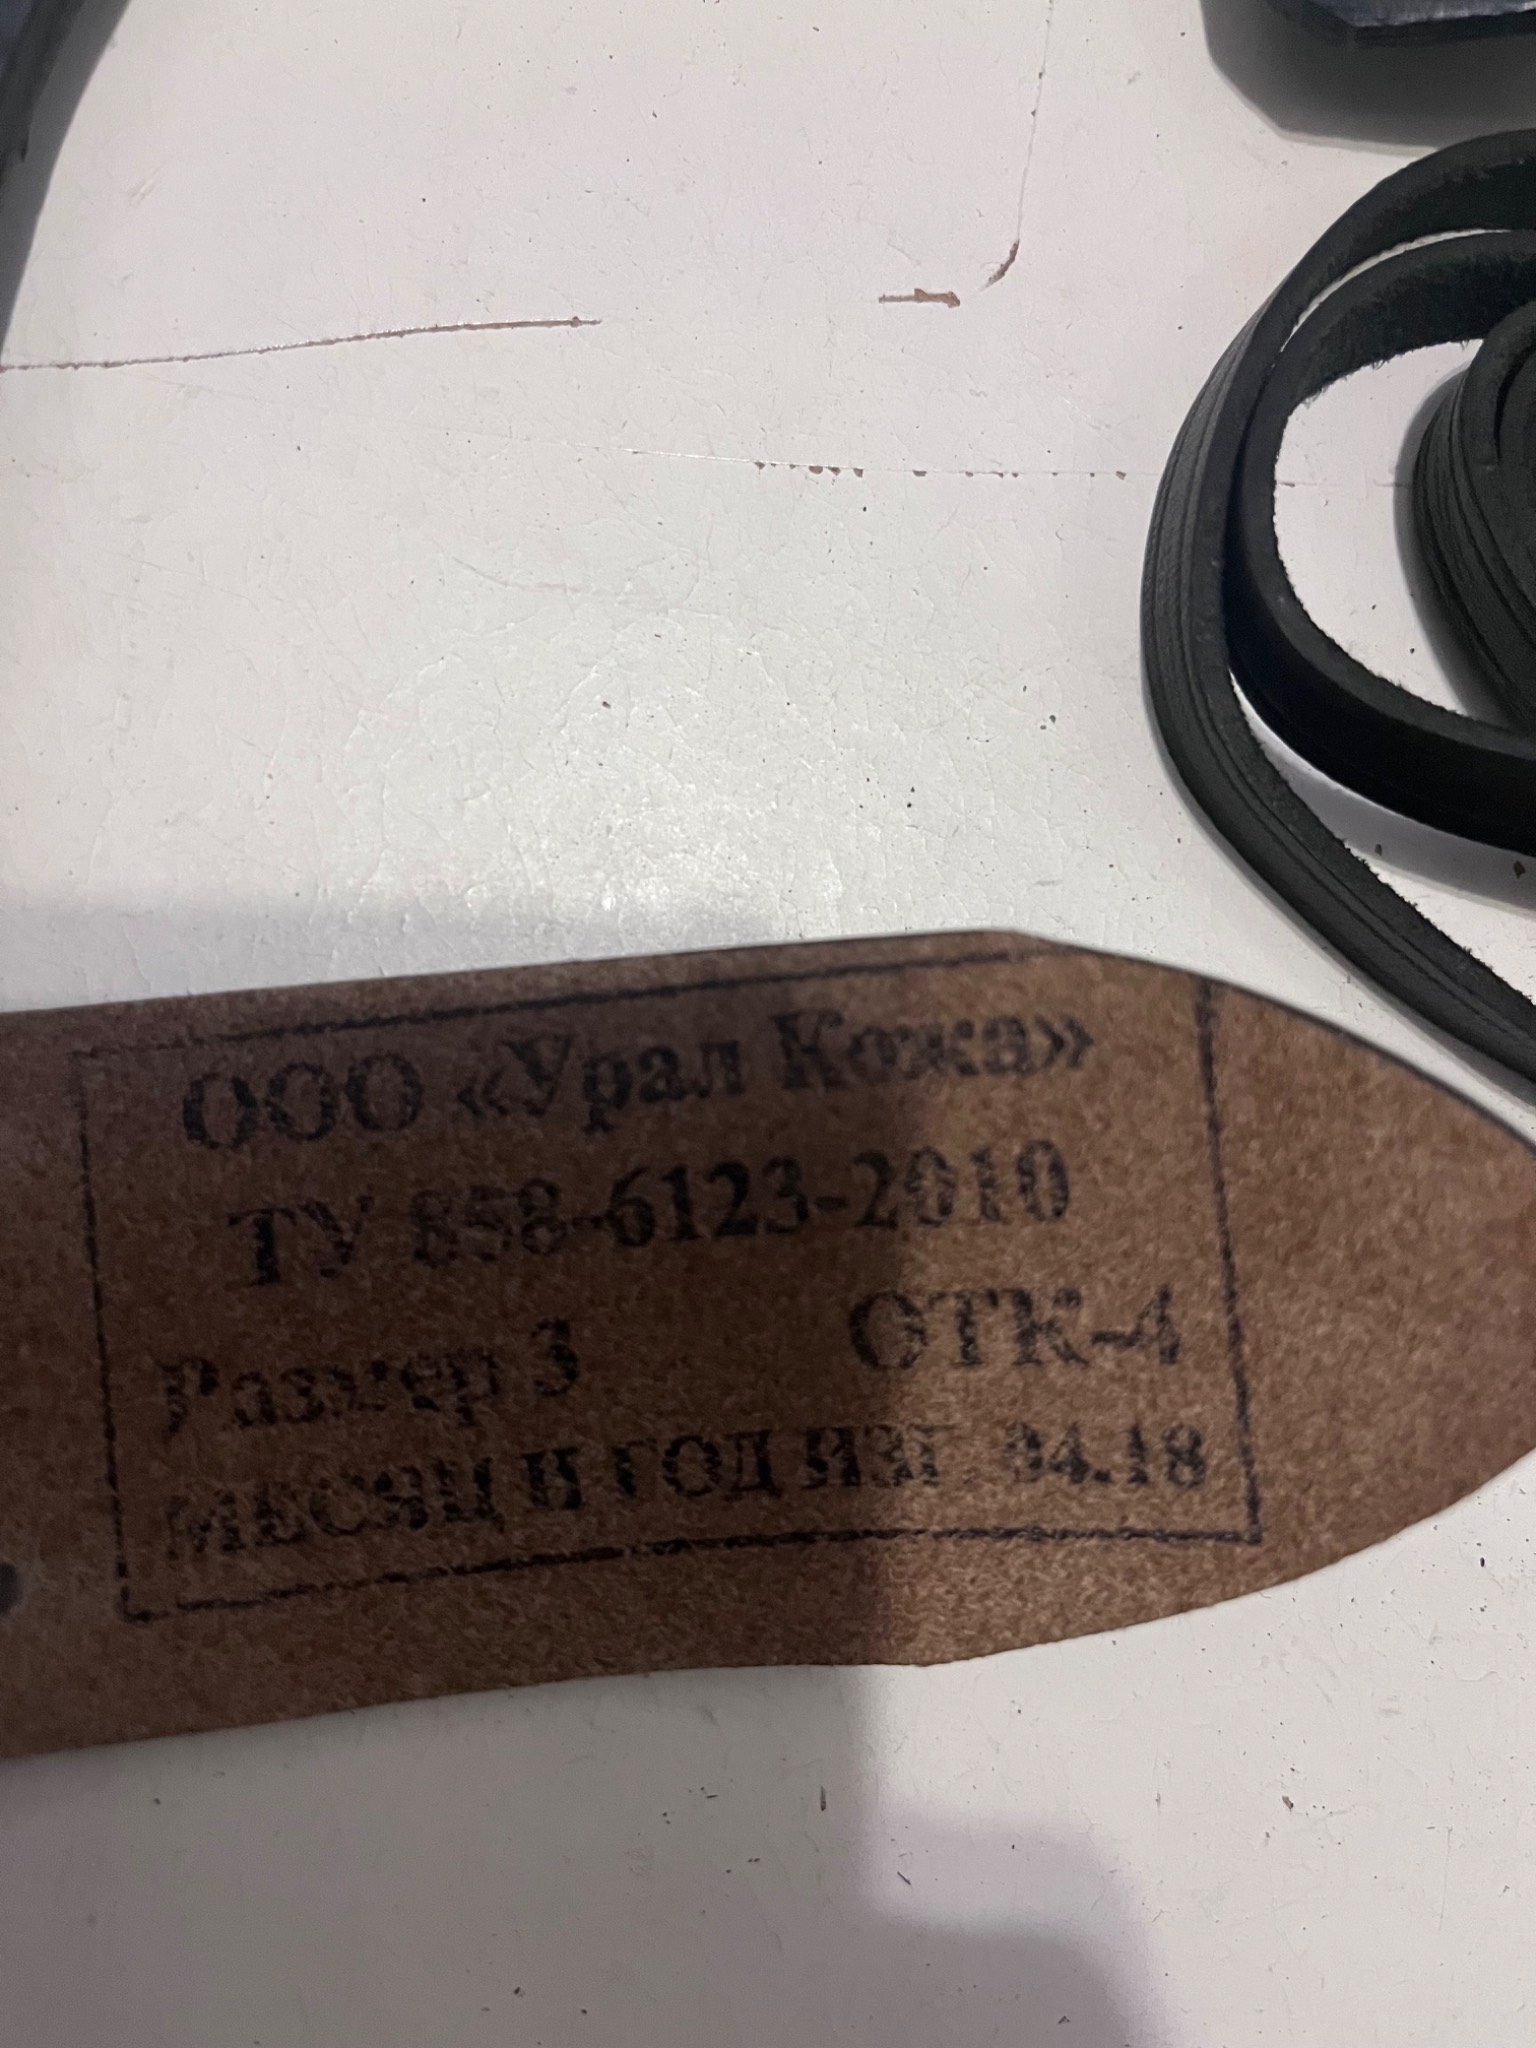 ООО «Урал Кожа»
ТУ 858-6123-2010
Размер 3 ОТК-4
МЕСЯЦ И ГОД ИЗГ. 04.18